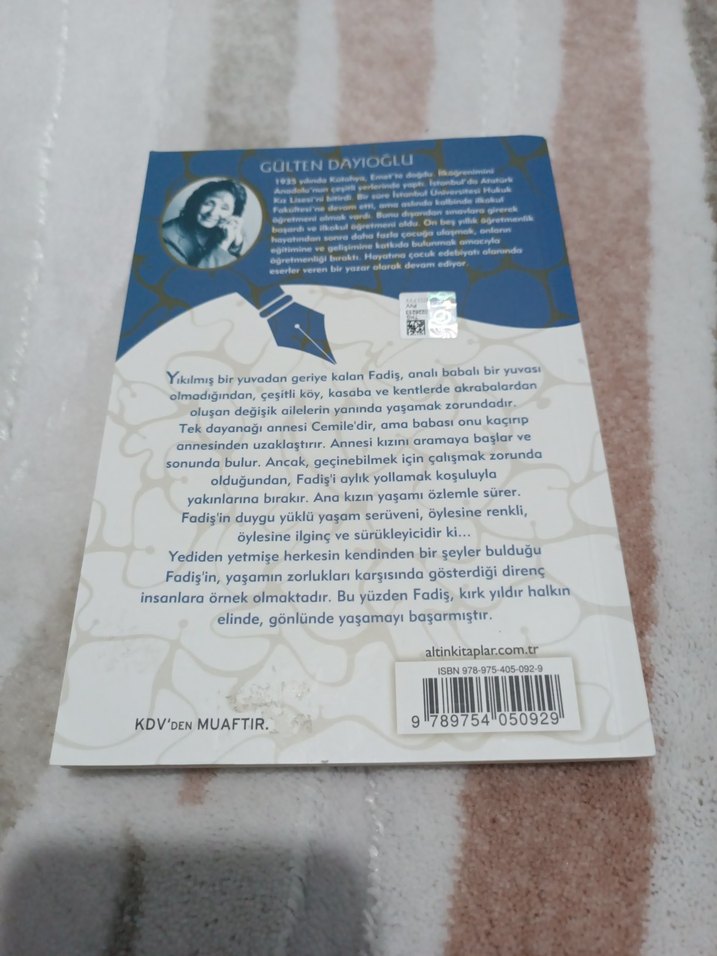 GÜLTEN DAYIOĞLU
1935 yılında Kütahya, Emet'te doğdu. İlköğrenimini
Anadolu'nun çeşitli yerlerinde yaptı. İstanbul'da Atatürk
Kız Lisesi'ni bitirdi. Bir süre İstanbul Üniversitesi Hukuk
Fakültesi'ne devam etti, ama aslında kalbinde ilkokul
öğretmeni olmak vardı. Bunu dışarıdan sınavlara girerek
başardı ve ilkokul öğretmeni oldu. On beş yıllık öğretmenlik
hayatından sonra daha fazla çocuğa ulaşmak, onların
eğitimine ve gelişimine katkıda bulunmak amacıyla
öğretmenliği bıraktı. Hayatına çocuk edebiyatı alanında
eserler veren bir yazar olarak devam ediyor.
Yıkılmış bir yuvadan geriye kalan Fadiş, analı babalı bir yuvası
olmadığından, çeşitli köy, kasaba ve kentlerde akrabalardan
oluşan değişik ailelerin yanında yaşamak zorundadır.
Tek dayanağı annesi Cemile'dir, ama babası onu kaçırıp
annesinden uzaklaştırır. Annesi kızını aramaya başlar ve
sonunda bulur. Ancak, geçinebilmek için çalışmak zorunda
olduğundan, Fadiş'i aylık yollamak koşuluyla
yakınlarına bırakır. Ana kızın yaşamı özlemle sürer.
Fadiş'in duygu yüklü yaşam serüveni, öylesine renkli,
öylesine ilginç ve sürükleyicidir ki...
Yediden yetmişe herkesin kendinden bir şeyler bulduğu
Fadiş'in, yaşamın zorlukları karşısında gösterdiği direnç
insanlara örnek olmaktadır. Bu yüzden Fadiş, kırk yıldır halkın
elinde, gönlünde yaşamayı başarmıştır.
altinkitaplar.com.tr
ISBN 978-975-405-092-9
9 789754 050929
KDV'DEN MUAFTIR.